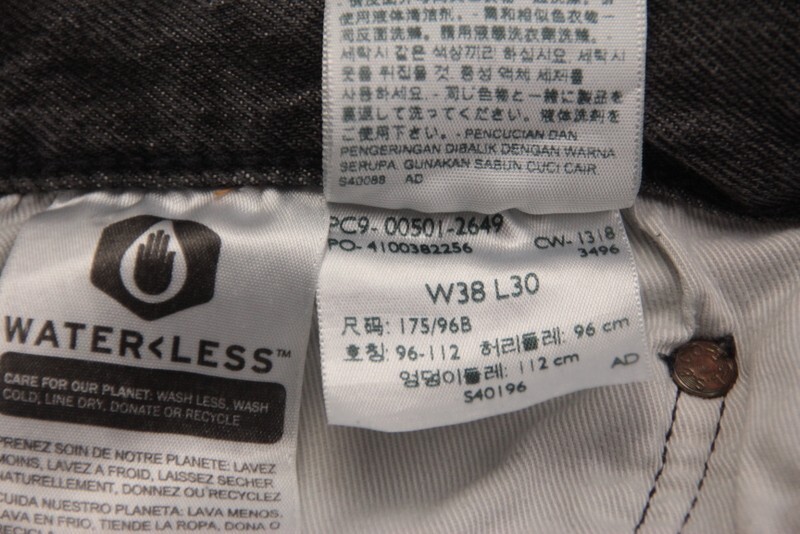 使用液体清洁剂。·需和相似色衣物一
同反面洗滌。請用液態洗衣劑洗滌。
세탁시 같은 색상끼리 하십시요. 세탁시
옷을 뒤집을 것. 중성 액체 세제를
사용하세요. · 同じ色物と一緒に製品を
裏返して洗ってください。液体洗剤を
ご使用下さい。· PENCUCIAN DAN
PENGERINGAN DIBALIK DENGAN WARNA
SERUPA. GUNAKAN SABUN CUCI CAIR.
S40088 AD
PC9-00501-2649
PO-4100382256 CW-1318
3496
W38 L30
尺码: 175/96B
호칭: 96-112 허리둘레: 96 cm
엉덩이둘레: 112 cm AD
S40196
WATER<LESS™
CARE FOR OUR PLANET: WASH LESS, WASH
COLD, LINE DRY, DONATE OR RECYCLE
PRENEZ SOIN DE NOTRE PLANETE: LAVEZ
MOINS, LAVEZ A FROID, LAISSEZ SECHER
NATURELLEMENT, DONNEZ OU RECYCLEZ
CUIDA NUESTRO PLANETA: LAVA MENOS,
LAVA EN FRIO, TIENDE LA ROPA, DONA O